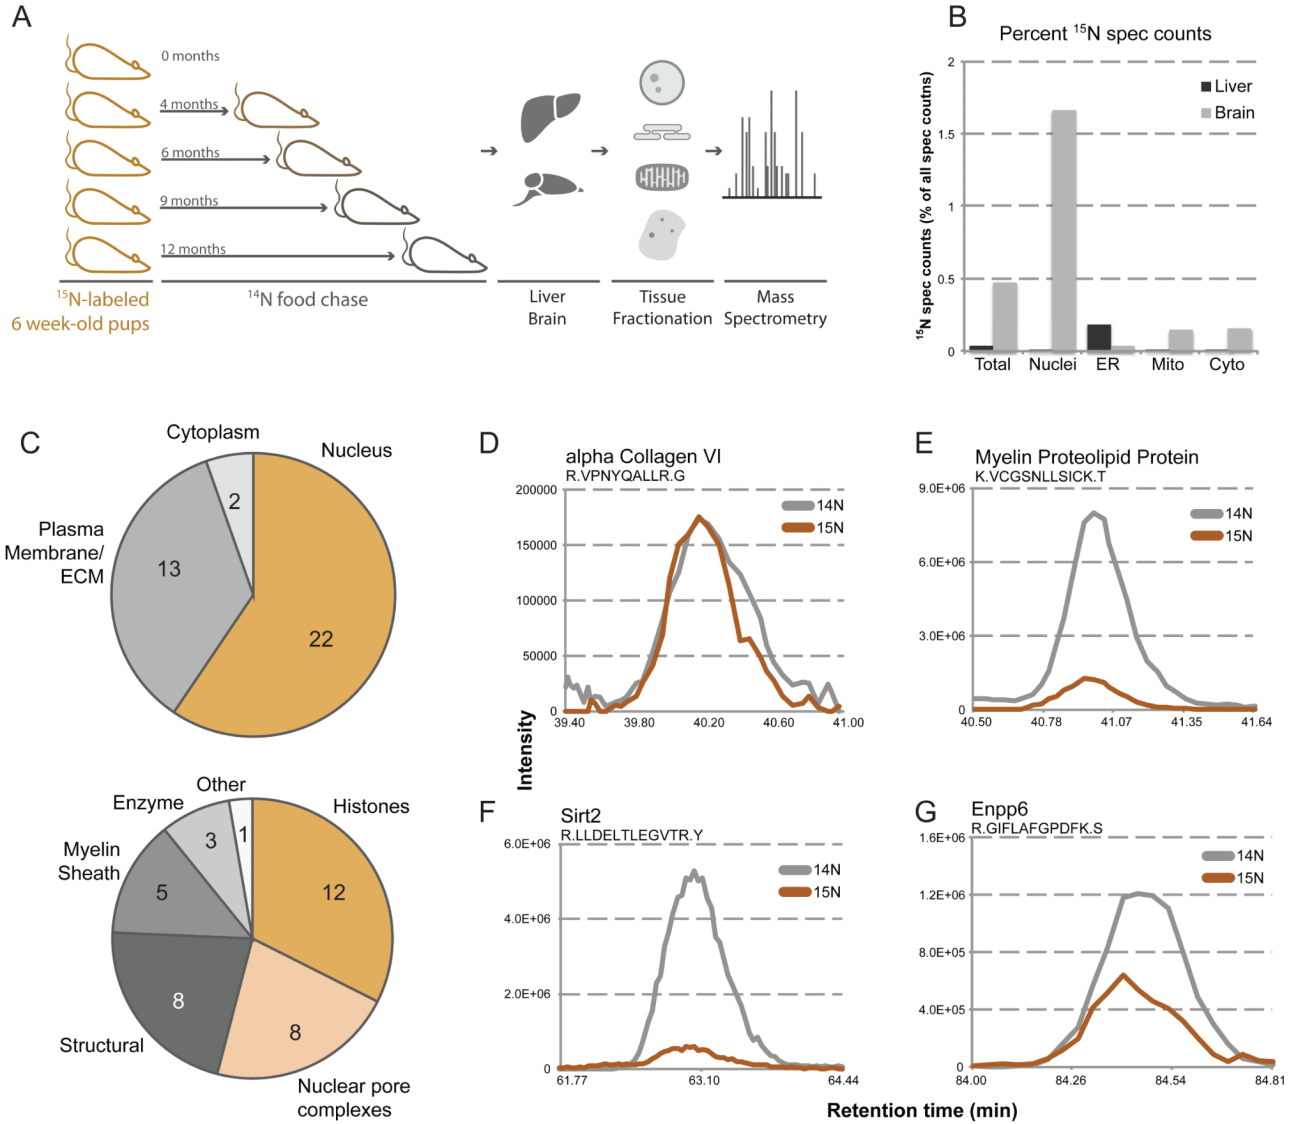 A
0 months
4 months
6 months
9 months
12 months
15N-labeled
6 week-old pups
14N food chase
Liver
Brain
Tissue
Fractionation
Mass
Spectrometry
B
Percent 15N spec counts
15N spec counts (% of all spec coutns)
2
1.5
1
0.5
0
Liver
Brain
Total
Nuclei
ER
Mito
Cyto
C
Cytoplasm
Nucleus
Plasma
Membrane/
ECM
2
13
22
Other
Enzyme
Histones
Myelin
Sheath
1
3
5
12
8
8
Structural
Nuclear pore
complexes
D
alpha Collagen VI
R.VPNYQALLR.G
200000
150000
100000
50000
0
14N
15N
39.40
39.80
40.20
40.60
41.00
E
Myelin Proteolipid Protein
K.VCGSNLLSICK.T
9.0E+06
6.0E+06
3.0E+06
0
14N
15N
40.50
40.78
41.07
41.35
41.64
Intensity
F
Sirt2
R.LLDELTLEGVTR.Y
6.0E+06
4.0E+06
2.0E+06
0
14N
15N
61.77
63.10
64.44
G
Enpp6
R.GIFLAFGPDFK.S
1.6E+06
1.2E+06
8.0E+05
4.0E+05
0
14N
15N
84.00
84.26
84.54
84.81
Retention time (min)